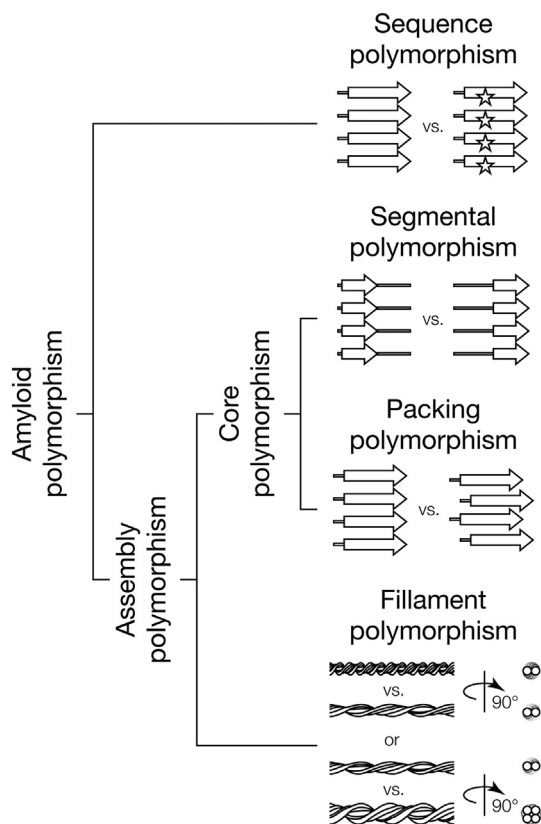 Sequence
polymorphism
vs.
Segmental
polymorphism
vs.
Amyloid
polymorphism
Core
polymorphism
Packing
polymorphism
vs.
Assembly
polymorphism
Fillament
polymorphism
vs.
90°
or
vs.
90°